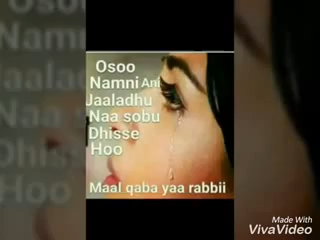 Osoo
Namni Ani
Jaaladhu
Naa sobu
Dhisse
Hoo
Maal qaba yaa rabbii
Made With
VivaVideo